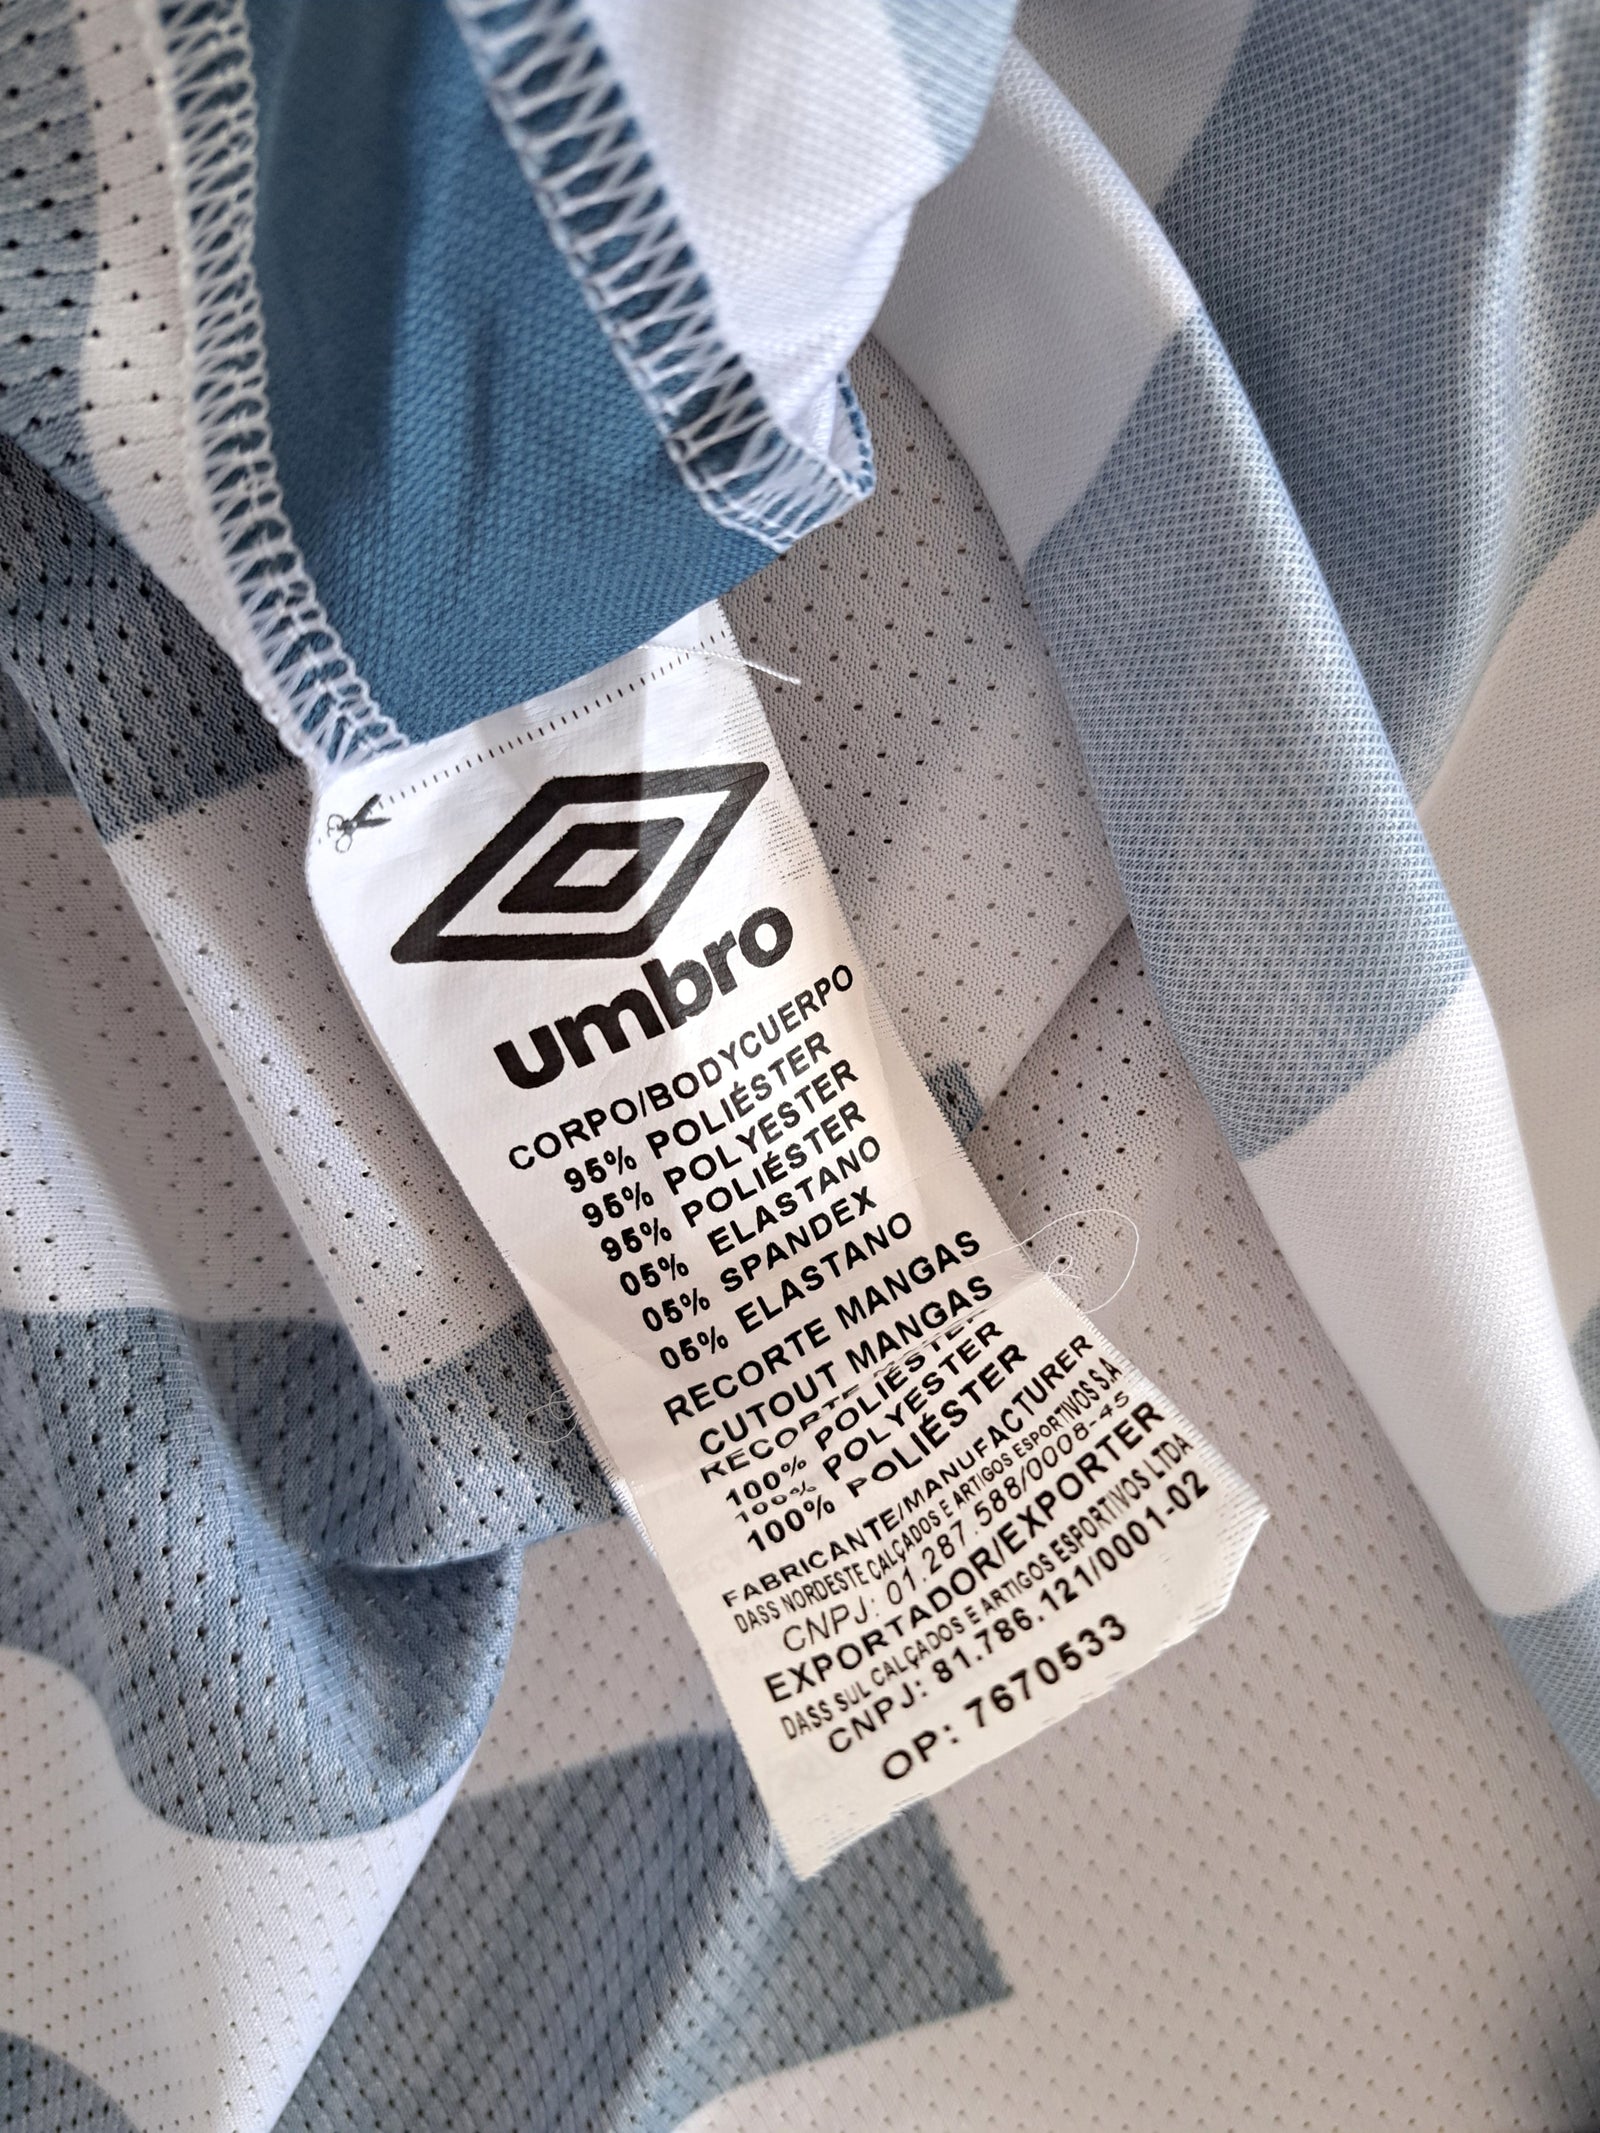 umbro
CORPO/BODYCUERPO
95% POLIÉSTER
95% POLYESTER
95% POLIÉSTER
05% ELASTANO
05% SPANDEX
05% ELASTANO
RECORTE MANGAS
CUTOUT MANGAS
RECORTE
100% POLIÉSTER
100% POLYESTER
100% POLIÉSTER
FABRICANTE/MANUFACTURER
DASS NORDESTE CALÇADOS E ARTIGOS ESPORTIVOS S.A
CNPJ: 01.287.588/0008-45
EXPORTADOR/EXPORTER
DASS SUL CALÇADOS E ARTIGOS ESPORTIVOS LTDA
CNPJ: 81.786.121/0001-02
OP: 7670533